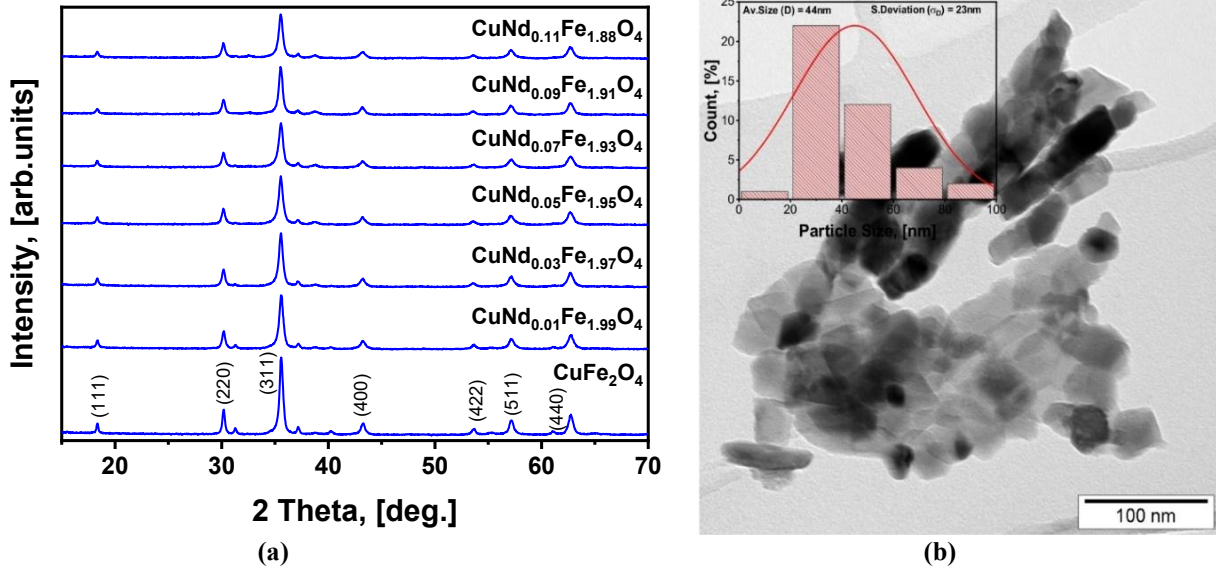 CuNd₀.₁₁Fe₁.₈₈O₄
CuNd₀.₀₉Fe₁.₉₁O₄
CuNd₀.₀₇Fe₁.₉₃O₄
CuNd₀.₀₅Fe₁.₉₅O₄
CuNd₀.₀₃Fe₁.₉₇O₄
CuNd₀.₀₁Fe₁.₉₉O₄
CuFe₂O₄
(111)
(220)
(311)
(400)
(422)
(511)
(440)
Intensity, [arb.units]
20 30 40 50 60 70
2 Theta, [deg.]
(a)
Av.Size (D) = 44nm S.Deviation (σD) = 23nm
25
20
15
10
5
0
Count, [%]
0 20 40 60 80 100
Particle Size, [nm]
100 nm
(b)